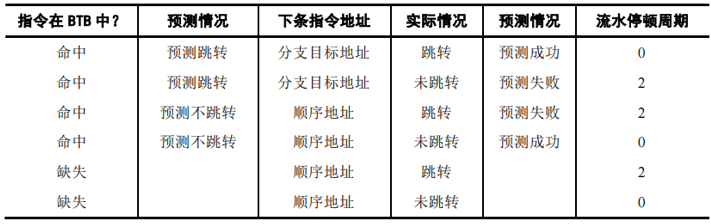 指令在 BTB 中？ 预测情况 下条指令地址 实际情况 预测情况 流水停顿周期
命中 预测跳转 分支目标地址 跳转 预测成功 0
命中 预测跳转 分支目标地址 未跳转 预测失败 2
命中 预测不跳转 顺序地址 跳转 预测失败 2
命中 预测不跳转 顺序地址 未跳转 预测成功 0
缺失 顺序地址 跳转 2
缺失 顺序地址 未跳转 0